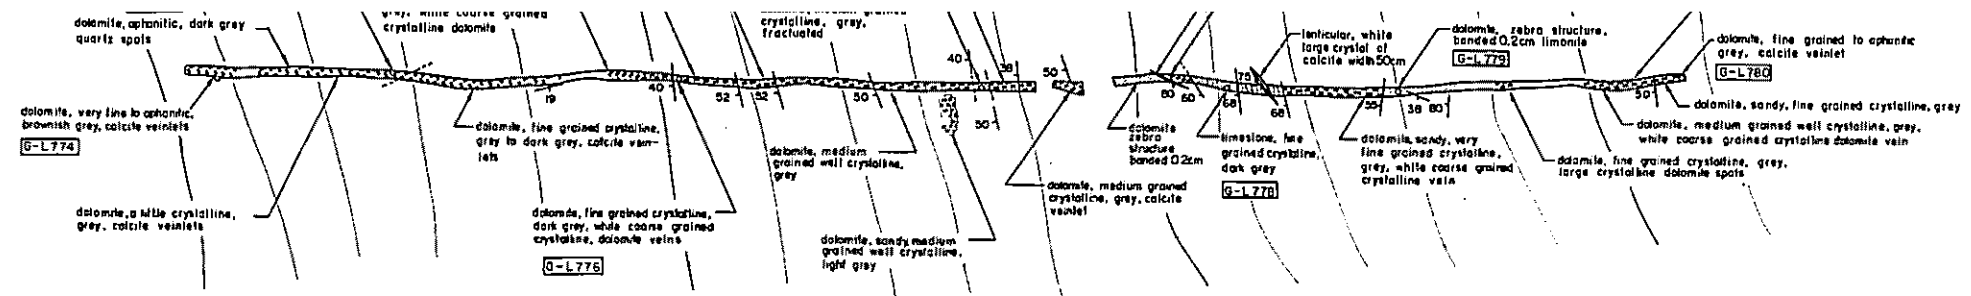 dolomite, aphanitic, dark grey
quartz spots
grey, white coarse grained
crystalline dolomite
crystalline, grey,
fractuated
lenticular, white
large crystal of
calcite width 50cm
dolomite, zebra structure,
banded 0.2cm limonite
G-L779
dolomite, fine grained to aphanitic
grey, calcite veinlet
G-L780
40
38
50
75
40
52
52
50
50
19
80
60
68
68
55
38
80
50
dolomite, very fine to aphanitic,
brownish grey, calcite veinlets
G-L774
dolomite, fine grained crystalline,
grey to dark grey, calcite vein-
lets
dolomite, medium
grained well crystalline,
grey
dolomite
zebra
structure
banded 0.2cm
limestone, fine
grained crystalline,
dark grey
G-L778
dolomite, sandy, very
fine grained crystalline,
grey, white coarse grained
crystalline vein
dolomite, sandy, fine grained crystalline, grey
dolomite, medium grained well crystalline, grey,
white coarse grained crystalline dolomite vein
dolomite, fine grained crystalline, grey,
large crystalline dolomite spots
dolomite, a little crystalline,
grey, calcite veinlets
dolomite, fine grained crystalline,
dark grey, white coarse grained
crystalline, dolomite veins
G-L776
dolomite, sandy, medium
grained well crystalline,
light grey
dolomite, medium grained
crystalline, grey, calcite
veinlet